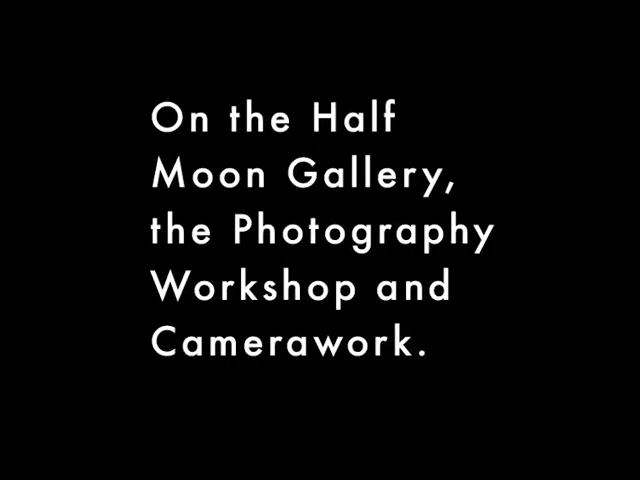 On the Half
Moon Gallery,
the Photography
Workshop and
Camerawork.